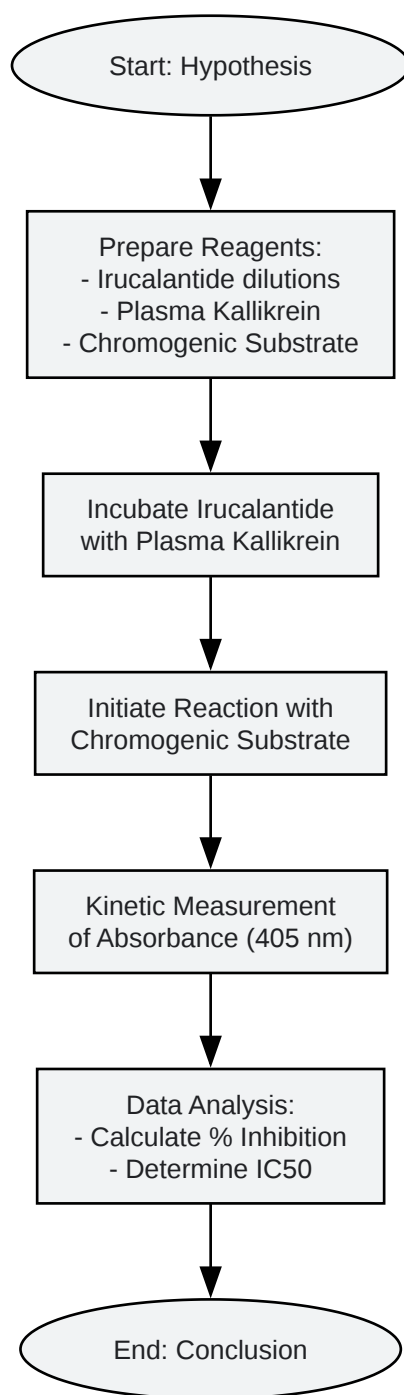 Start: Hypothesis
Prepare Reagents:
- Irucalantide dilutions
- Plasma Kallikrein
- Chromogenic Substrate
Incubate Irucalantide
with Plasma Kallikrein
Initiate Reaction with
Chromogenic Substrate
Kinetic Measurement
of Absorbance (405 nm)
Data Analysis:
- Calculate % Inhibition
- Determine IC50
End: Conclusion